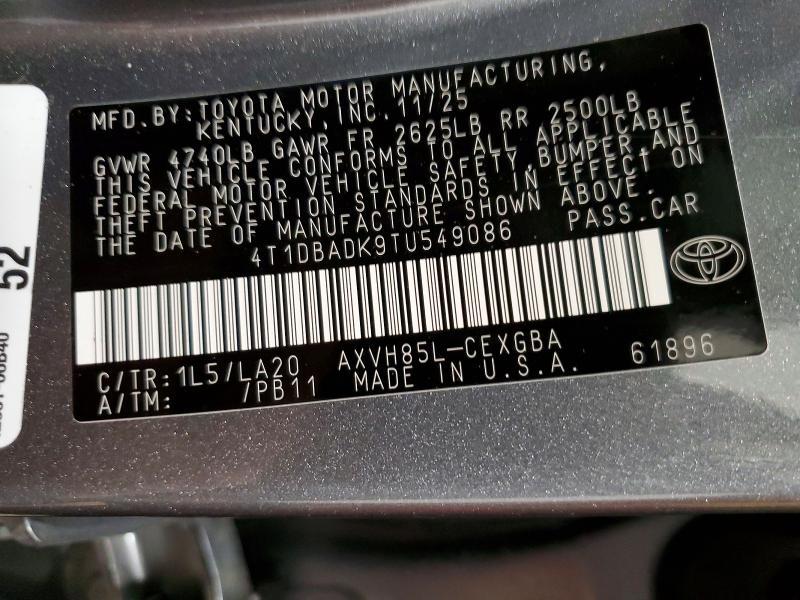 MFD.BY:TOYOTA MOTOR MANUFACTURING,
KENTUCKY,INC.11/25
GVWR 4740LB GAWR FR 2625LB RR 2500LB
THIS VEHICLE CONFORMS TO ALL APPLICABLE
FEDERAL MOTOR VEHICLE SAFETY,BUMPER,AND
THEFT PREVENTION STANDARDS IN EFFECT ON
THE DATE OF MANUFACTURE SHOWN ABOVE.
4T1DBADK9TU549086 PASS.CAR
C/TR:1L5/LA20 AXVH85L-CEXGBA 61896
A/TM: /PB11 MADE IN U.S.A.
52